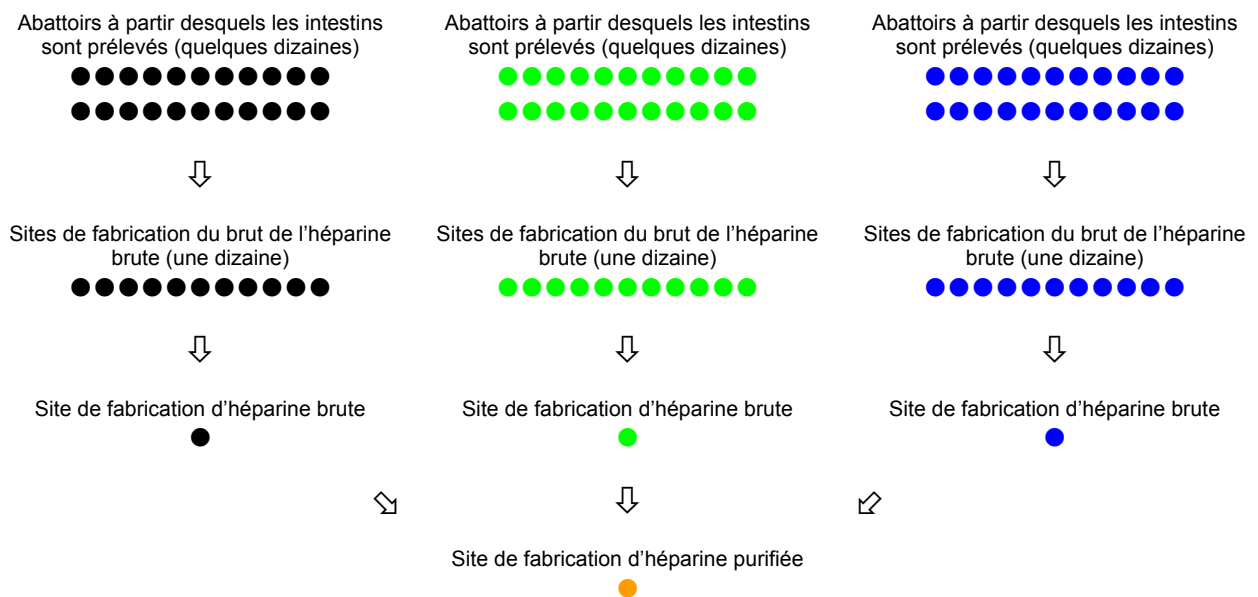 Abattoirs à partir desquels les intestins
sont prélevés (quelques dizaines)
Abattoirs à partir desquels les intestins
sont prélevés (quelques dizaines)
Abattoirs à partir desquels les intestins
sont prélevés (quelques dizaines)
Sites de fabrication du brut de l’héparine
brute (une dizaine)
Sites de fabrication du brut de l’héparine
brute (une dizaine)
Sites de fabrication du brut de l’héparine
brute (une dizaine)
Site de fabrication d’héparine brute
Site de fabrication d’héparine brute
Site de fabrication d’héparine brute
Site de fabrication d’héparine purifiée